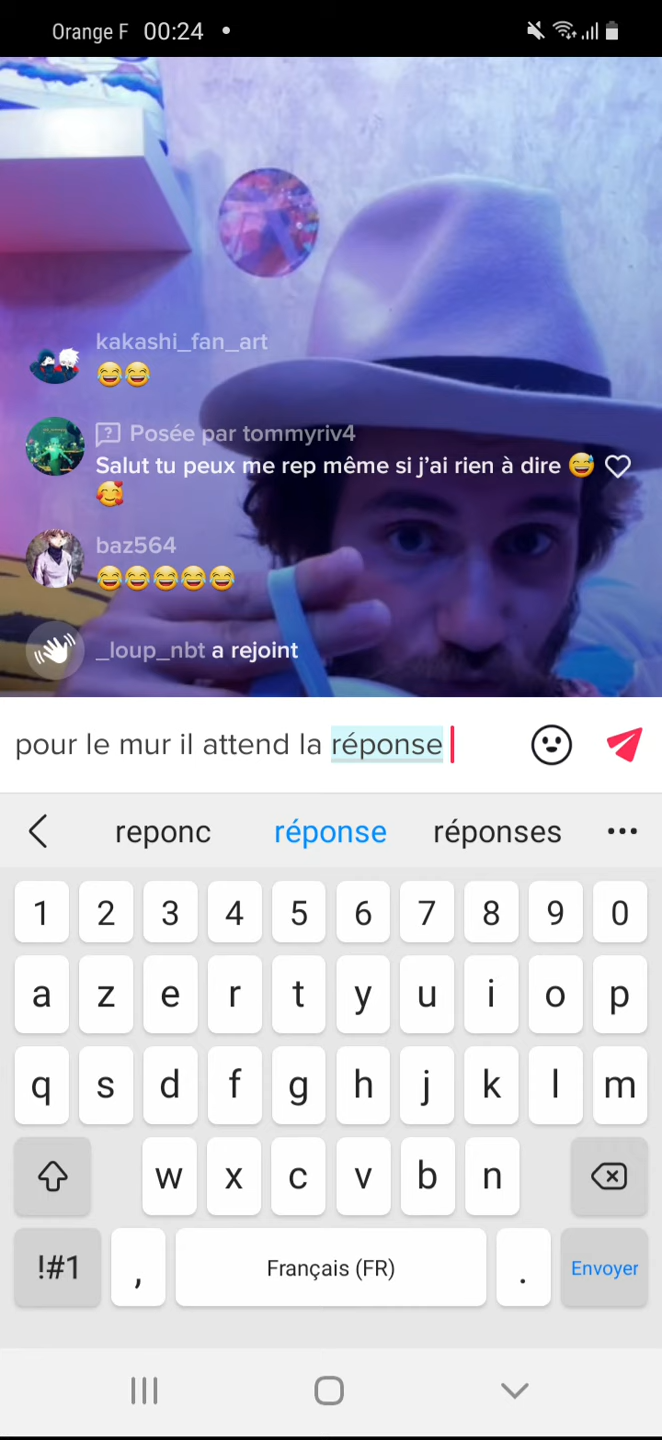 Orange F 00:24
kakashi_fan_art
😂😂
Posée par tommyriv4
Salut tu peux me rep même si j’ai rien à dire 😅
🥰
baz564
😂😂😂😂😂
_loup_nbt a rejoint
pour le mur il attend la réponse
reponc réponse réponses
1 2 3 4 5 6 7 8 9 0
a z e r t y u i o p
q s d f g h j k l m
w x c v b n
!#1 , Français (FR) . Envoyer